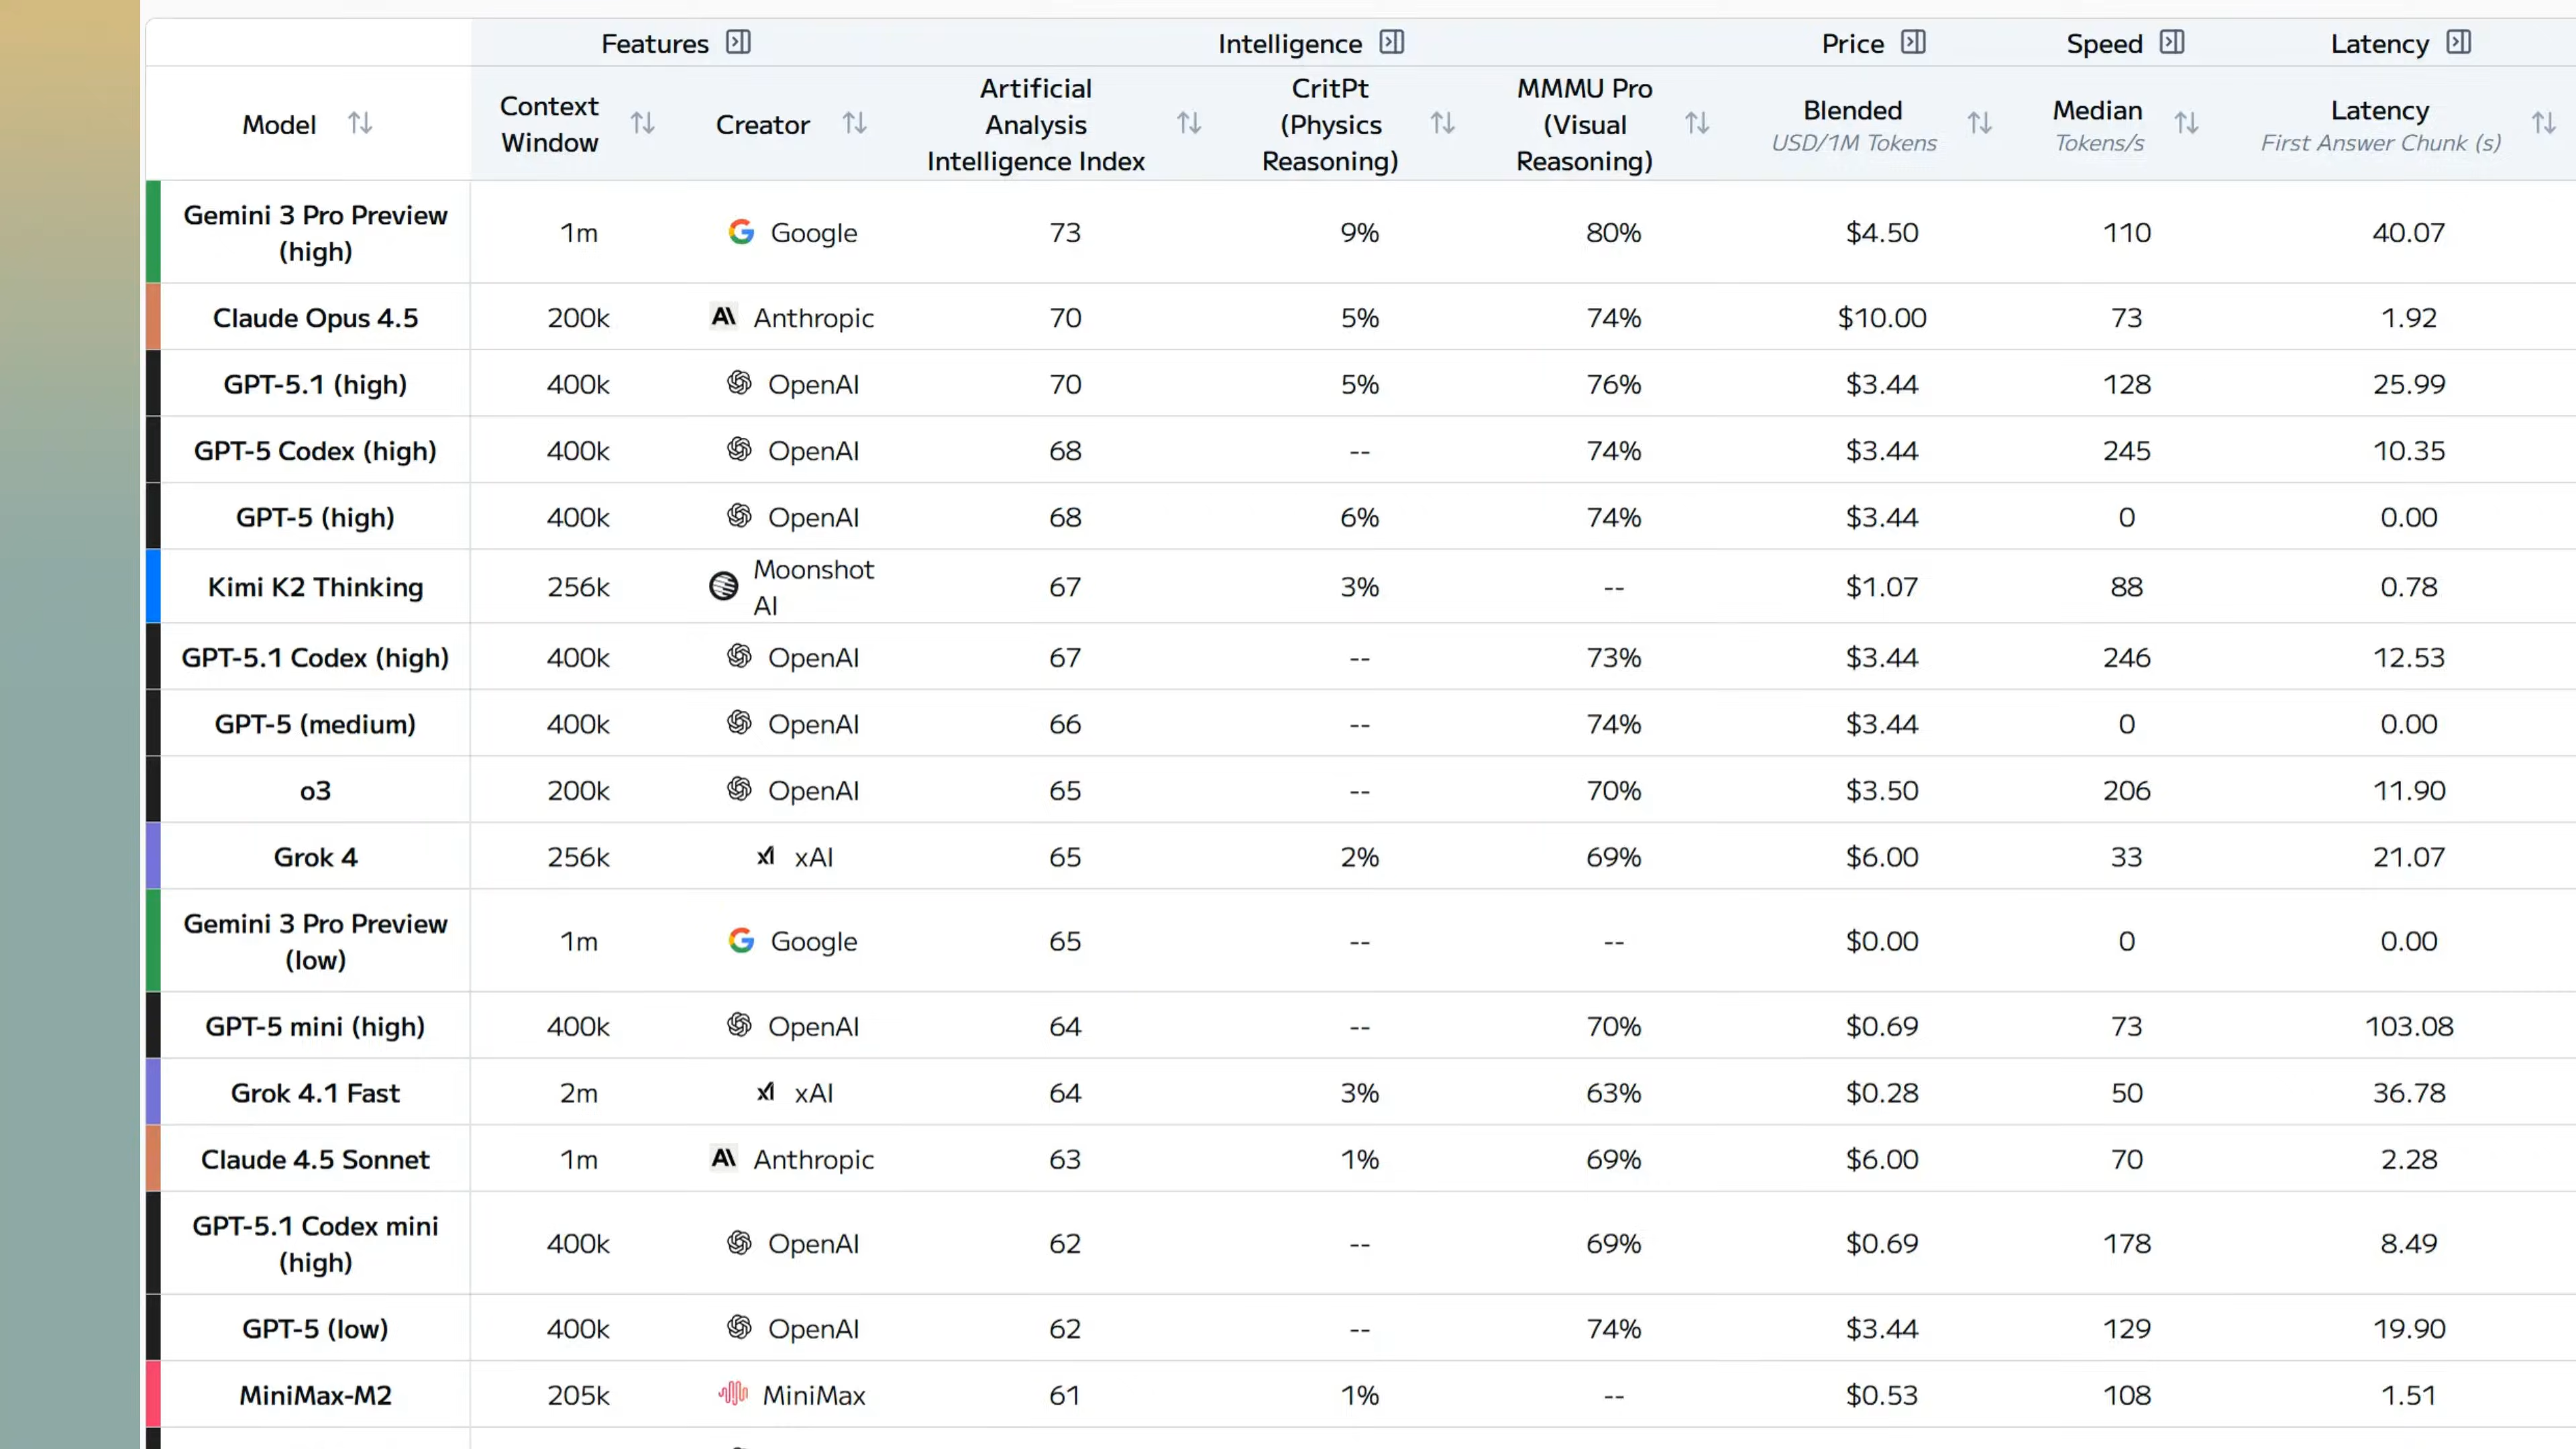 Features Intelligence Price Speed Latency
Model Context Window Creator Artificial Analysis Intelligence Index CritPt (Physics Reasoning) MMMU Pro (Visual Reasoning) Blended USD/1M Tokens Median Tokens/s Latency First Answer Chunk (s)
Gemini 3 Pro Preview (high) 1m Google 73 9% 80% $4.50 110 40.07
Claude Opus 4.5 200k Anthropic 70 5% 74% $10.00 73 1.92
GPT-5.1 (high) 400k OpenAI 70 5% 76% $3.44 128 25.99
GPT-5 Codex (high) 400k OpenAI 68 -- 74% $3.44 245 10.35
GPT-5 (high) 400k OpenAI 68 6% 74% $3.44 0 0.00
Kimi K2 Thinking 256k Moonshot AI 67 3% -- $1.07 88 0.78
GPT-5.1 Codex (high) 400k OpenAI 67 -- 73% $3.44 246 12.53
GPT-5 (medium) 400k OpenAI 66 -- 74% $3.44 0 0.00
o3 200k OpenAI 65 -- 70% $3.50 206 11.90
Grok 4 256k xAI 65 2% 69% $6.00 33 21.07
Gemini 3 Pro Preview (low) 1m Google 65 -- -- $0.00 0 0.00
GPT-5 mini (high) 400k OpenAI 64 -- 70% $0.69 73 103.08
Grok 4.1 Fast 2m xAI 64 3% 63% $0.28 50 36.78
Claude 4.5 Sonnet 1m Anthropic 63 1% 69% $6.00 70 2.28
GPT-5.1 Codex mini (high) 400k OpenAI 62 -- 69% $0.69 178 8.49
GPT-5 (low) 400k OpenAI 62 -- 74% $3.44 129 19.90
MiniMax-M2 205k MiniMax 61 1% -- $0.53 108 1.51